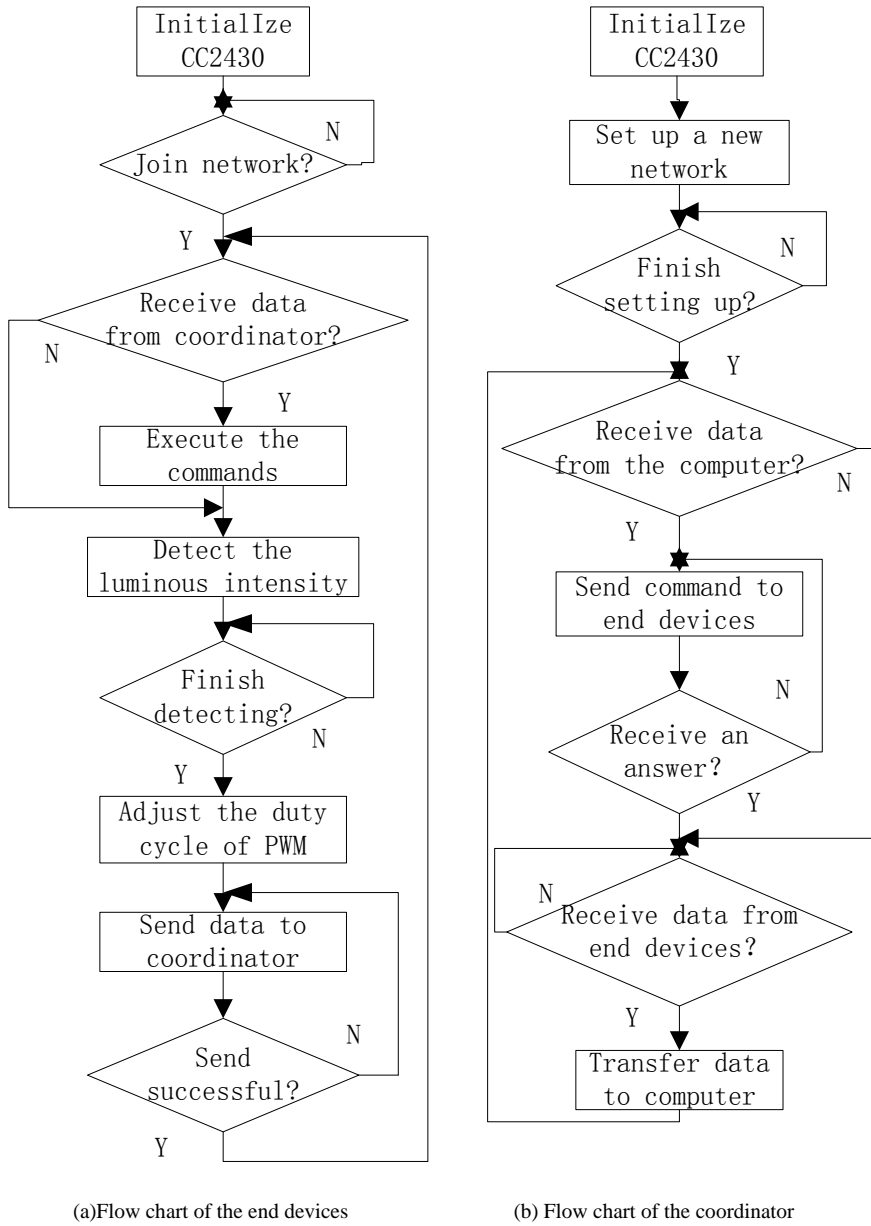 InitialIze
CC2430
N
Join network?
Y
Receive data
from coordinator?
N
Y
Execute the
commands
Detect the
luminous intensity
Finish
detecting?
N
Y
Adjust the duty
cycle of PWM
Send data to
coordinator
N
Send
successful?
Y
(a)Flow chart of the end devices
InitialIze
CC2430
Set up a new
network
N
Finish
setting up?
Y
Receive data
from the computer?
N
Y
Send command to
end devices
N
Receive an
answer?
Y
N
Receive data from
end devices?
Y
Transfer data
to computer
(b) Flow chart of the coordinator